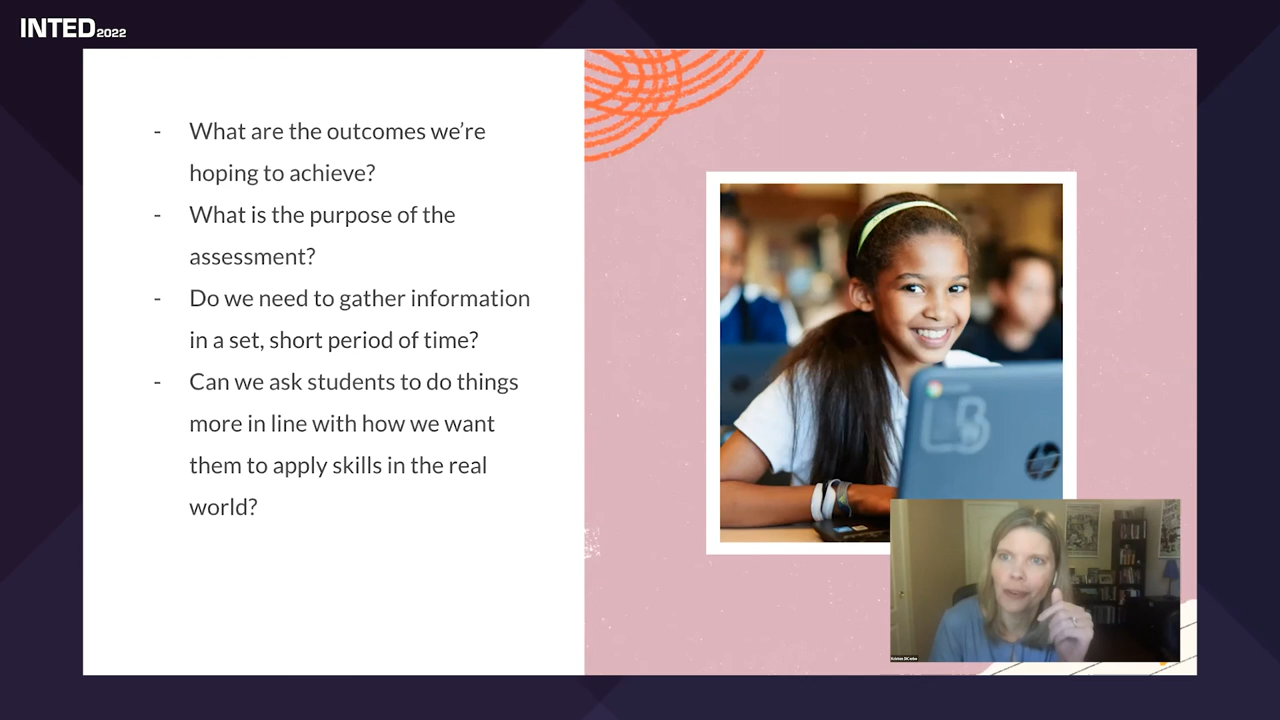 INTED2022
- What are the outcomes we’re
hoping to achieve?
- What is the purpose of the
assessment?
- Do we need to gather information
in a set, short period of time?
- Can we ask students to do things
more in line with how we want
them to apply skills in the real
world?
hp